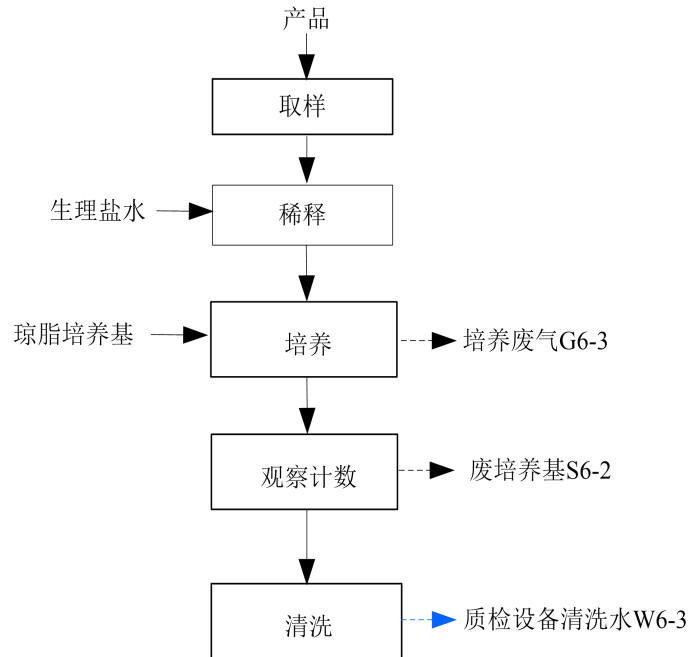 产品
取样
生理盐水
稀释
琼脂培养基
培养
培养废气G6-3
观察计数
废培养基S6-2
清洗
质检设备清洗水W6-3